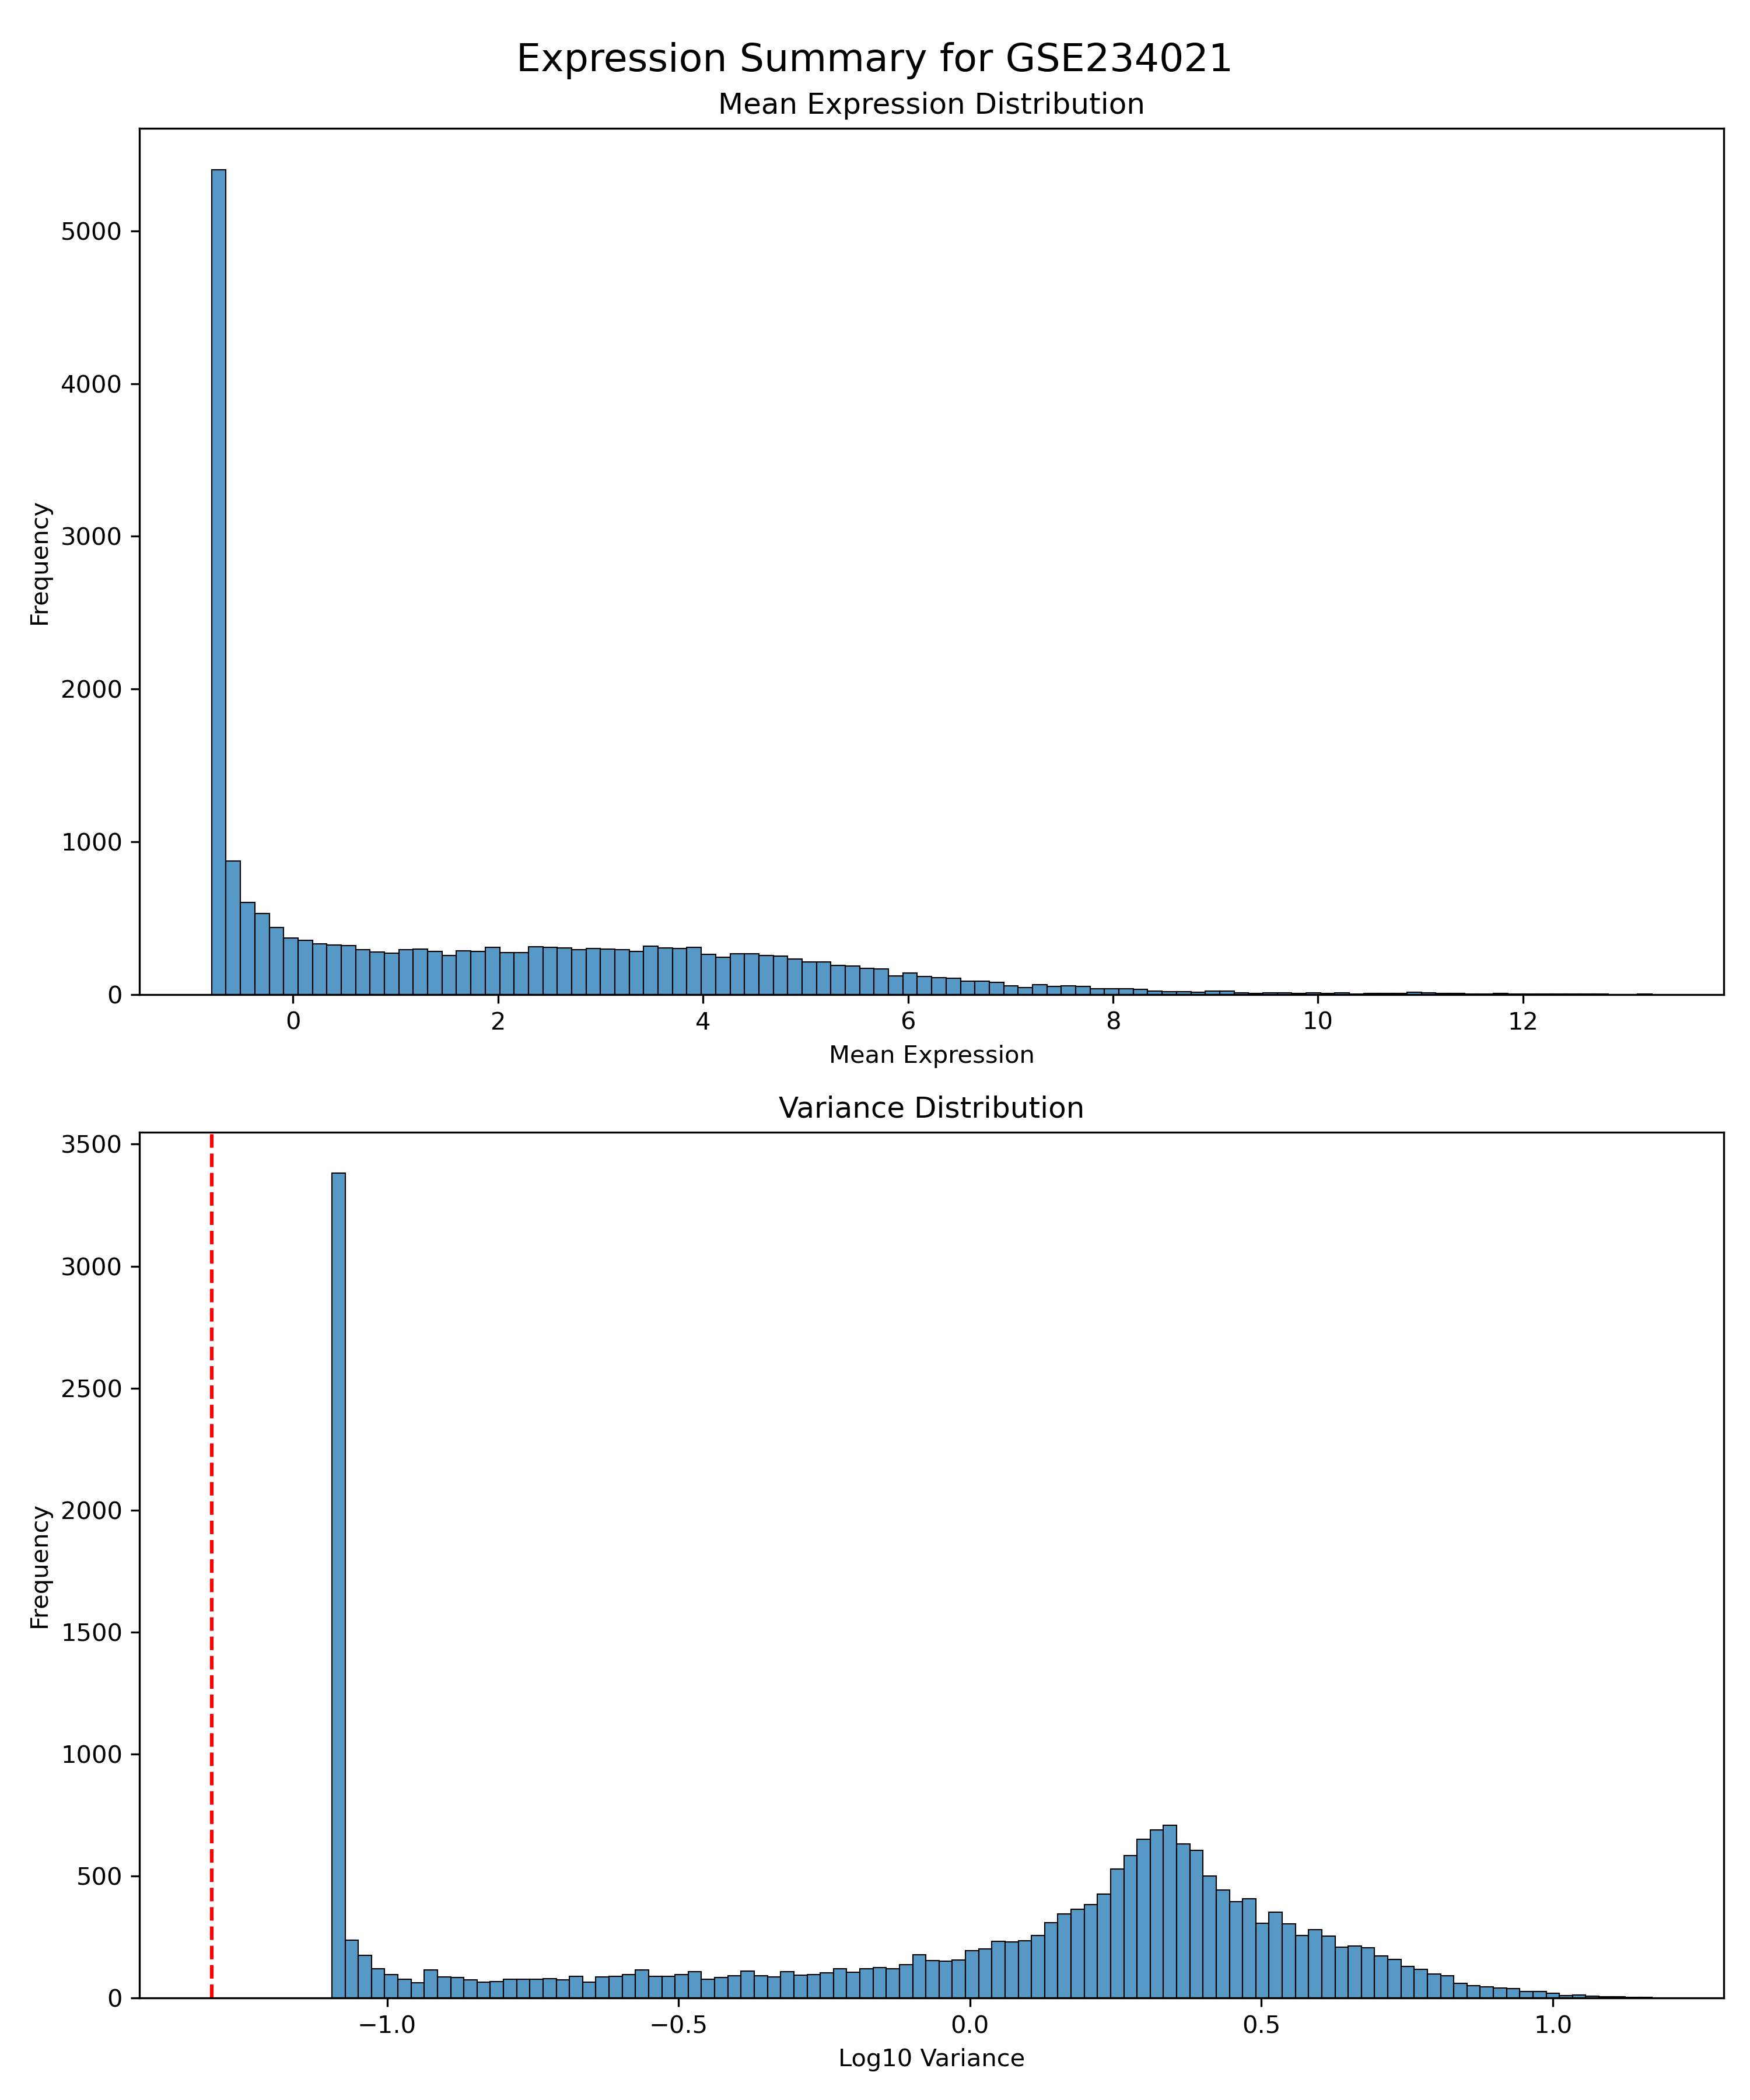 Expression Summary for GSE234021
Mean Expression Distribution
5000
4000
3000
2000
1000
0
Frequency
0 2 4 6 8 10 12
Mean Expression
Variance Distribution
3500
3000
2500
2000
1500
1000
500
0
Frequency
−1.0 −0.5 0.0 0.5 1.0
Log10 Variance